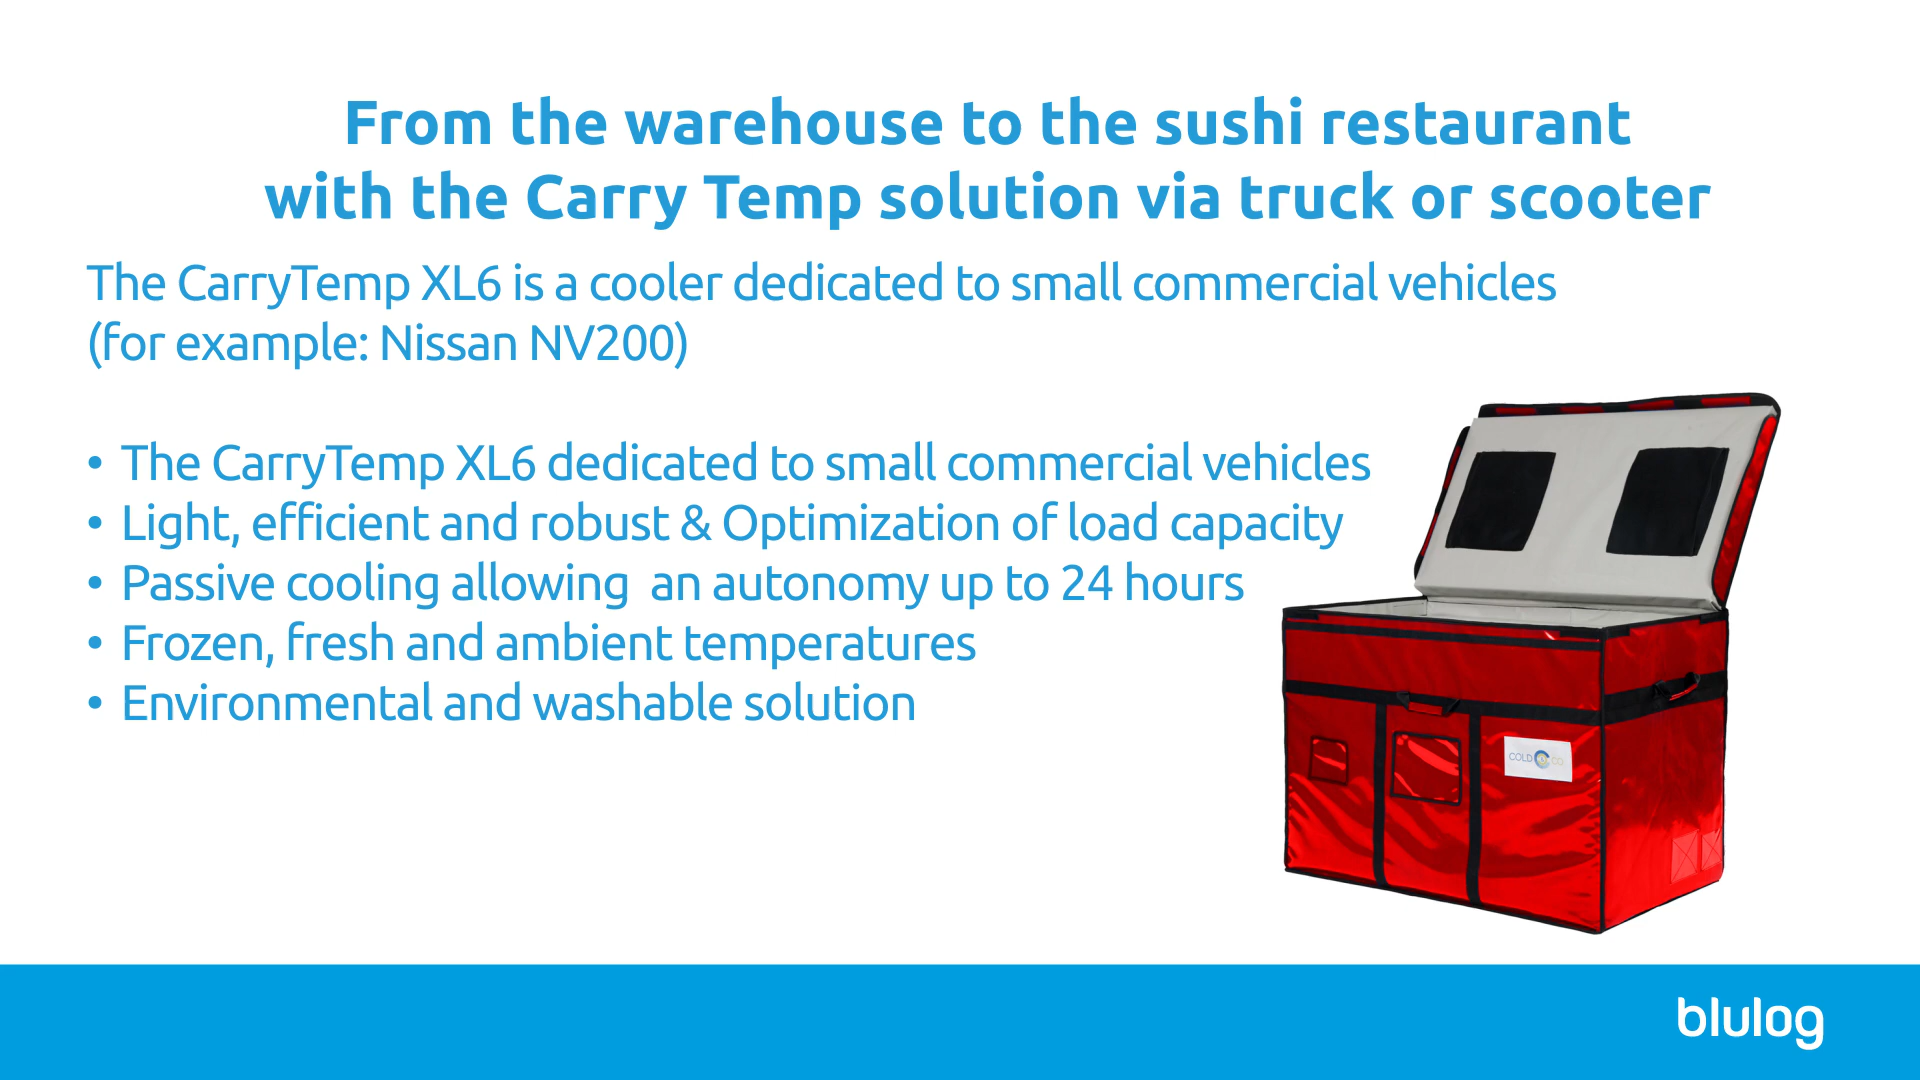 From the warehouse to the sushi restaurant
with the Carry Temp solution via truck or scooter
The CarryTemp XL6 is a cooler dedicated to small commercial vehicles
(for example: Nissan NV200)
• The CarryTemp XL6 dedicated to small commercial vehicles
• Light, efficient and robust & Optimization of load capacity
• Passive cooling allowing  an autonomy up to 24 hours
• Frozen, fresh and ambient temperatures
• Environmental and washable solution
COLD & CO
blulog